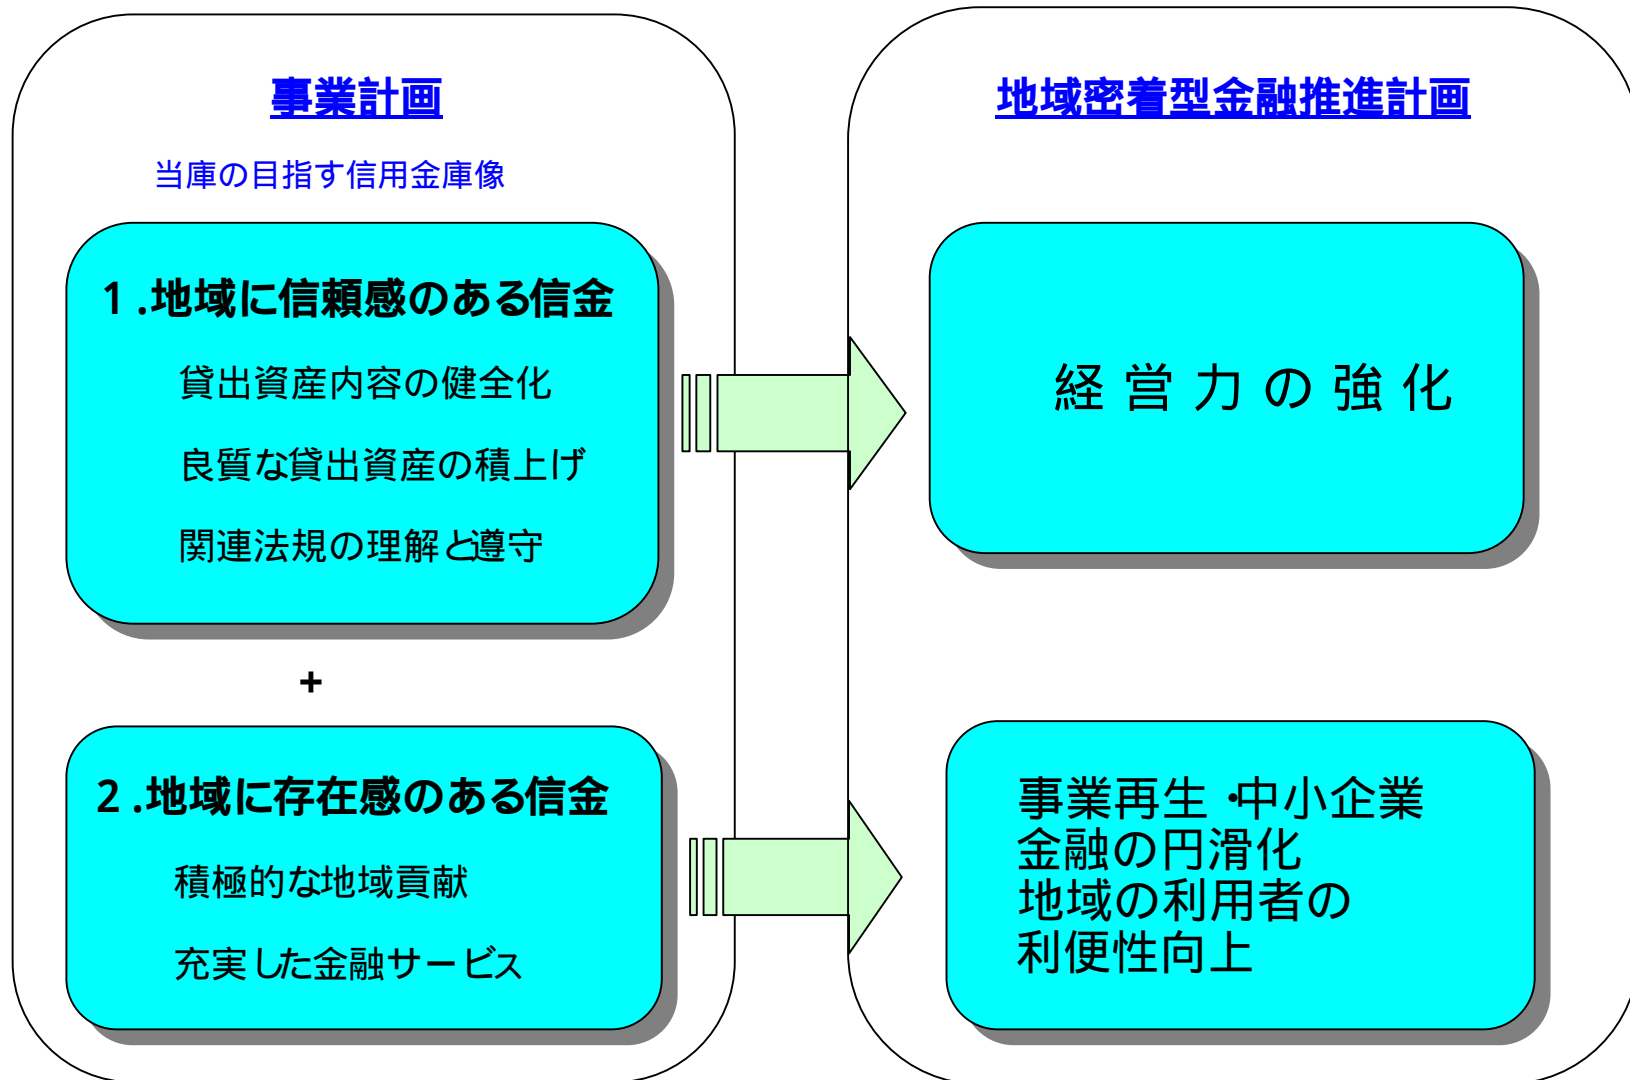 事業計画
当庫の目指す信用金庫像
1.地域に信頼感のある信金
貸出資産内容の健全化
良質な貸出資産の積上げ
関連法規の理解と遵守
+
2.地域に存在感のある信金
積極的な地域貢献
充実した金融サービス
地域密着型金融推進計画
経営力の強化
事業再生・中小企業
金融の円滑化
地域の利用者の
利便性向上